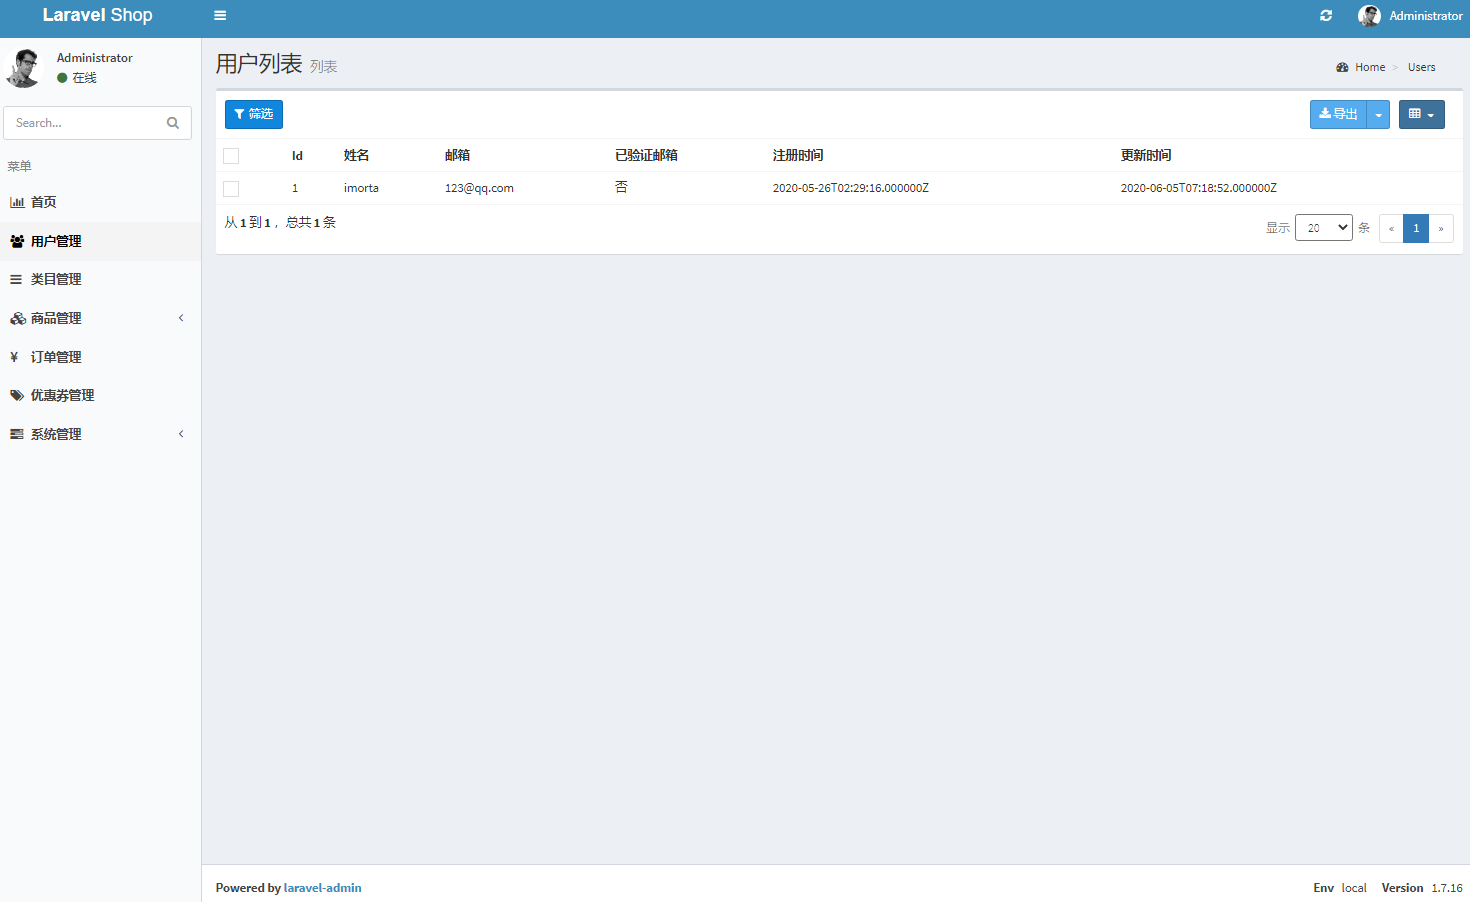 Laravel Shop
Administrator
Administrator
在线
Search...
菜单
首页
用户管理
类目管理
商品管理
¥ 订单管理
优惠券管理
系统管理
用户列表 列表
Home > Users
筛选
导出
Id 姓名 邮箱 已验证邮箱 注册时间 更新时间
1 imorta 123@qq.com 否 2020-05-26T02:29:16.000000Z 2020-06-05T07:18:52.000000Z
从 1 到 1 ，总共 1 条
显示 20 条 « 1 »
Powered by laravel-admin
Env local Version 1.7.16